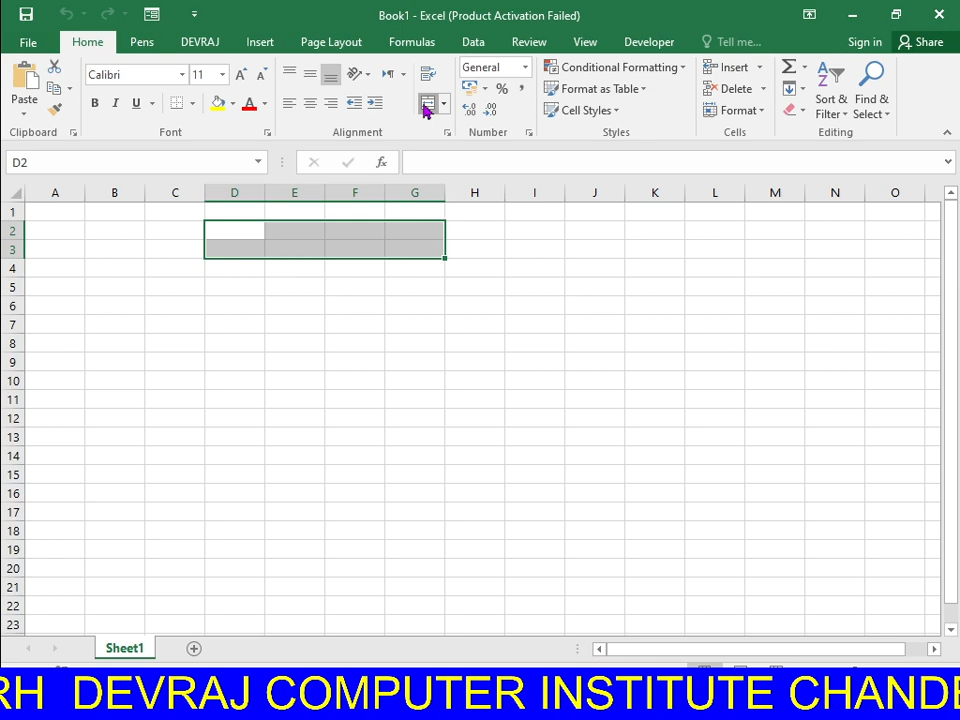 Book1 - Excel (Product Activation Failed)
File Home Pens DEVRAJ Insert Page Layout Formulas Data Review View Developer Tell me... Sign in Share
Paste
Calibri 11
B I U A
General
% ,
Conditional Formatting
Format as Table
Cell Styles
Insert
Delete
Format
Sort & Filter
Find & Select
Clipboard Font Alignment Number Styles Cells Editing
D2 fx
A B C D E F G H I J K L M N O
1
2
3
4
5
6
7
8
9
10
11
12
13
14
15
16
17
18
19
20
21
22
23
Sheet1
RH DEVRAJ COMPUTER INSTITUTE CHANDE